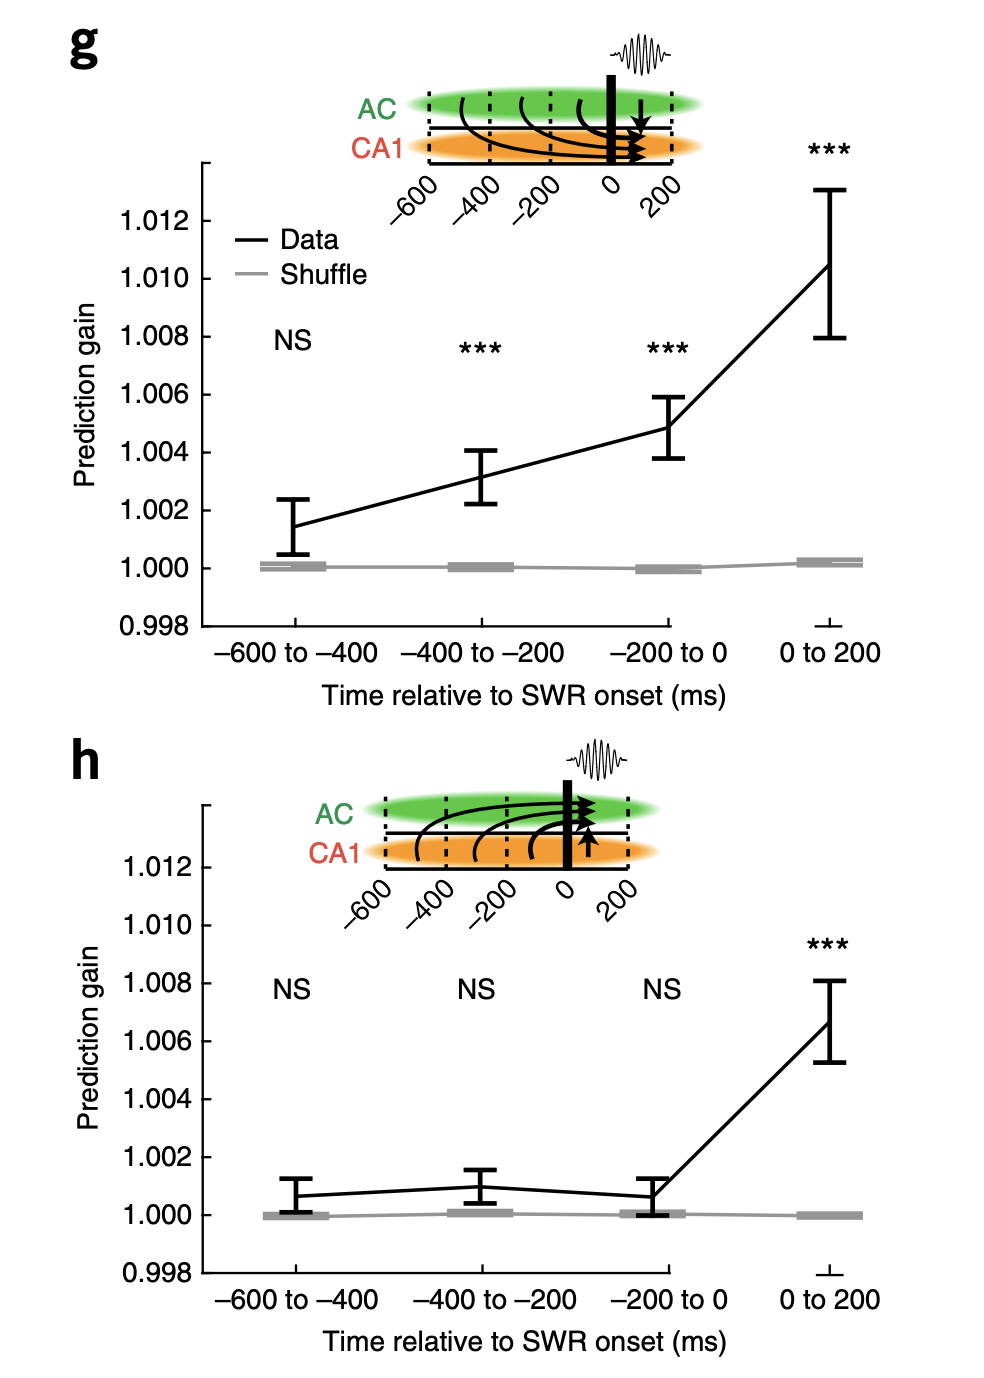 g
AC
CA1
–600 –400 –200 0 200
***
1.012
1.010
1.008
1.006
1.004
1.002
1.000
0.998
Data
Shuffle
NS *** ***
Prediction gain
–600 to –400 –400 to –200 –200 to 0 0 to 200
Time relative to SWR onset (ms)
h
AC
CA1
–600 –400 –200 0 200
1.012
1.010
1.008
1.006
1.004
1.002
1.000
0.998
***
NS NS NS
Prediction gain
–600 to –400 –400 to –200 –200 to 0 0 to 200
Time relative to SWR onset (ms)